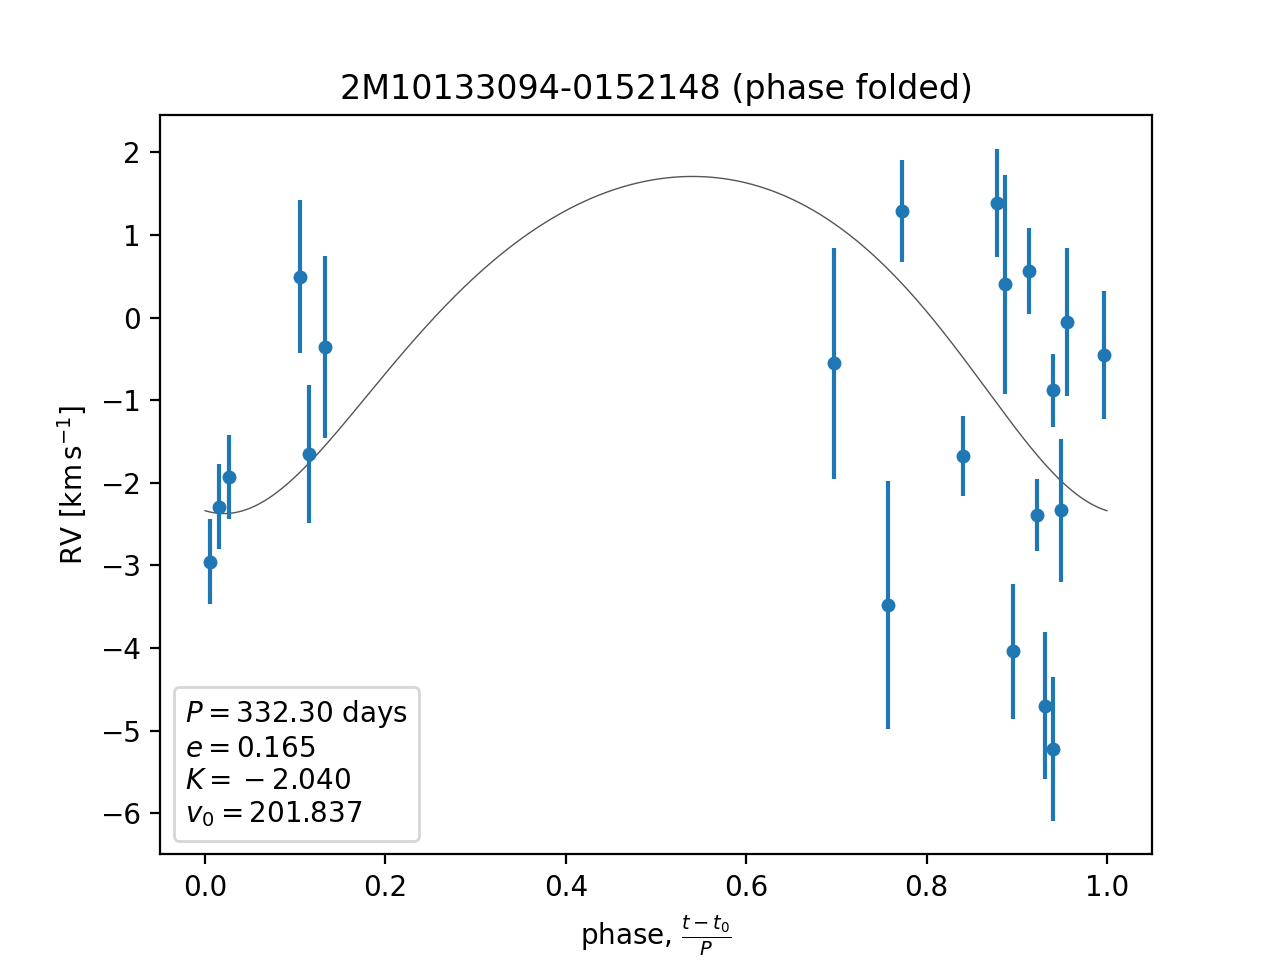 2M10133094-0152148 (phase folded)
RV [km s⁻¹]
2
1
0
−1
−2
−3
−4
−5
−6
P = 332.30 days
e = 0.165
K = −2.040
v₀ = 201.837
0.0 0.2 0.4 0.6 0.8 1.0
phase, (t − t₀)/P